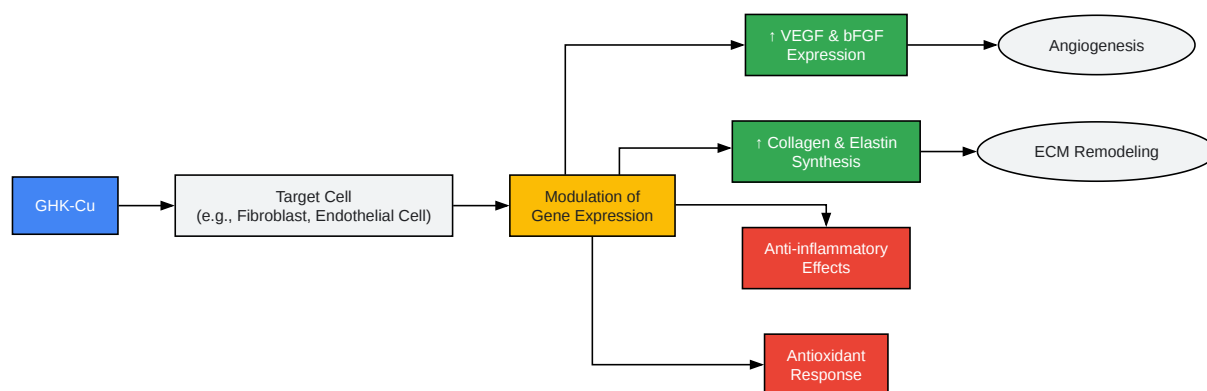 GHK-Cu
Target Cell
(e.g., Fibroblast, Endothelial Cell)
Modulation of
Gene Expression
↑ VEGF & bFGF
Expression
Angiogenesis
↑ Collagen & Elastin
Synthesis
ECM Remodeling
Anti-inflammatory
Effects
Antioxidant
Response